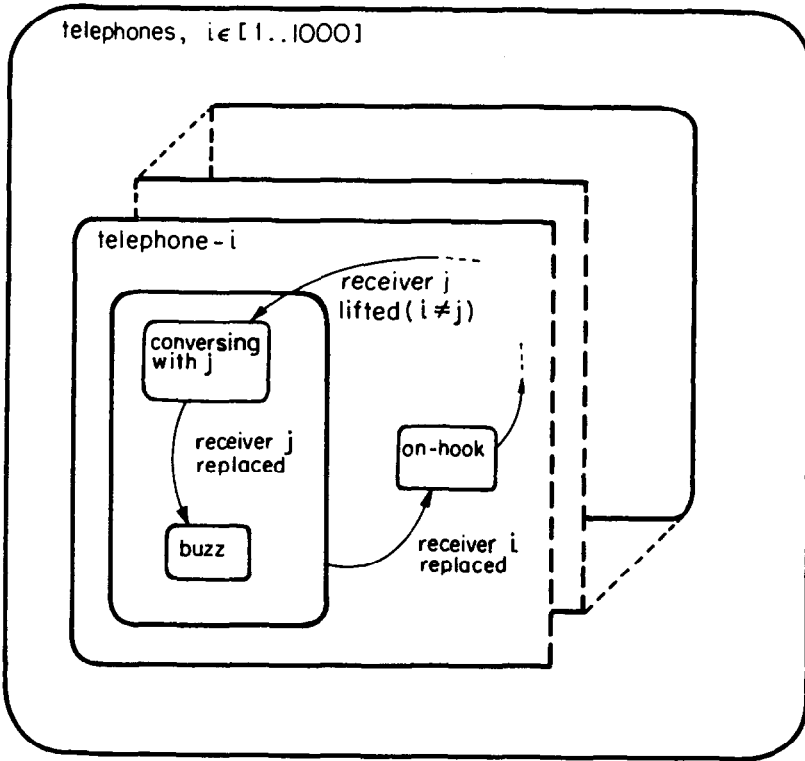 telephones, i ϵ [1..1000]
telephone-i
receiver j
lifted (i ≠ j)
conversing
with j
receiver j
replaced
on-hook
buzz
receiver i
replaced